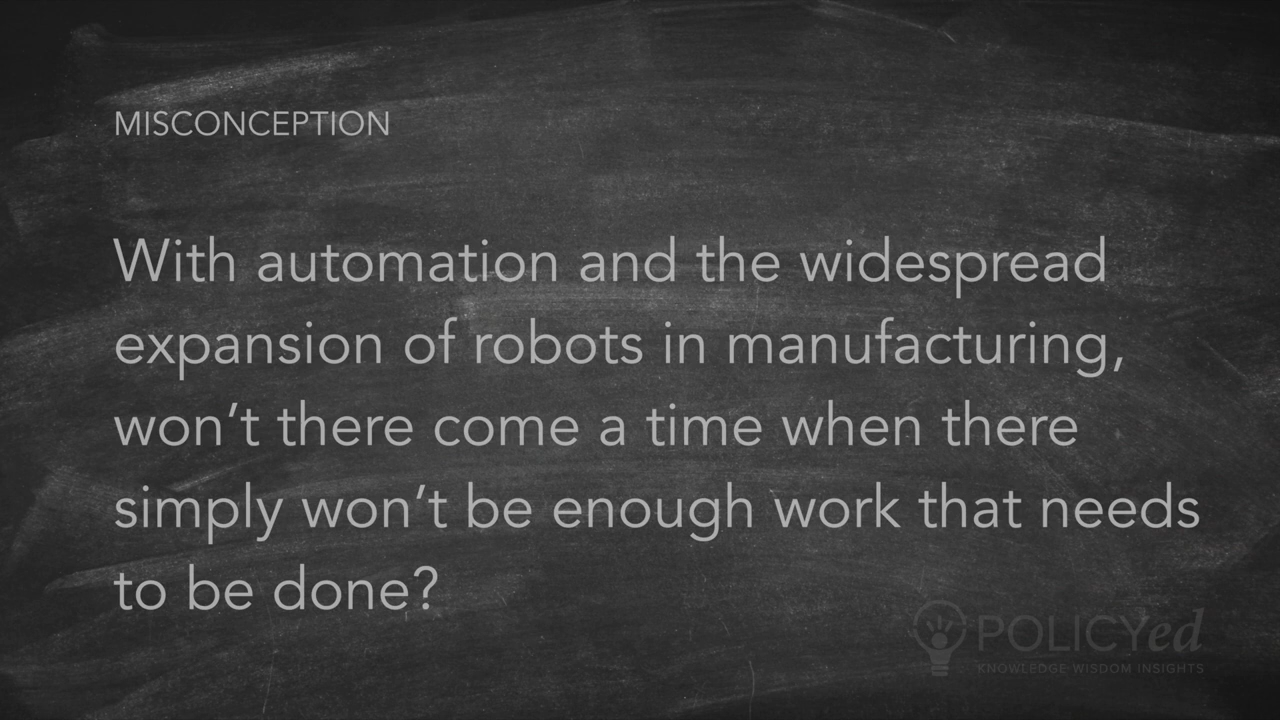 MISCONCEPTION
With automation and the widespread
expansion of robots in manufacturing,
won’t there come a time when there
simply won’t be enough work that needs
to be done?
POLICYed
KNOWLEDGE WISDOM INSIGHTS